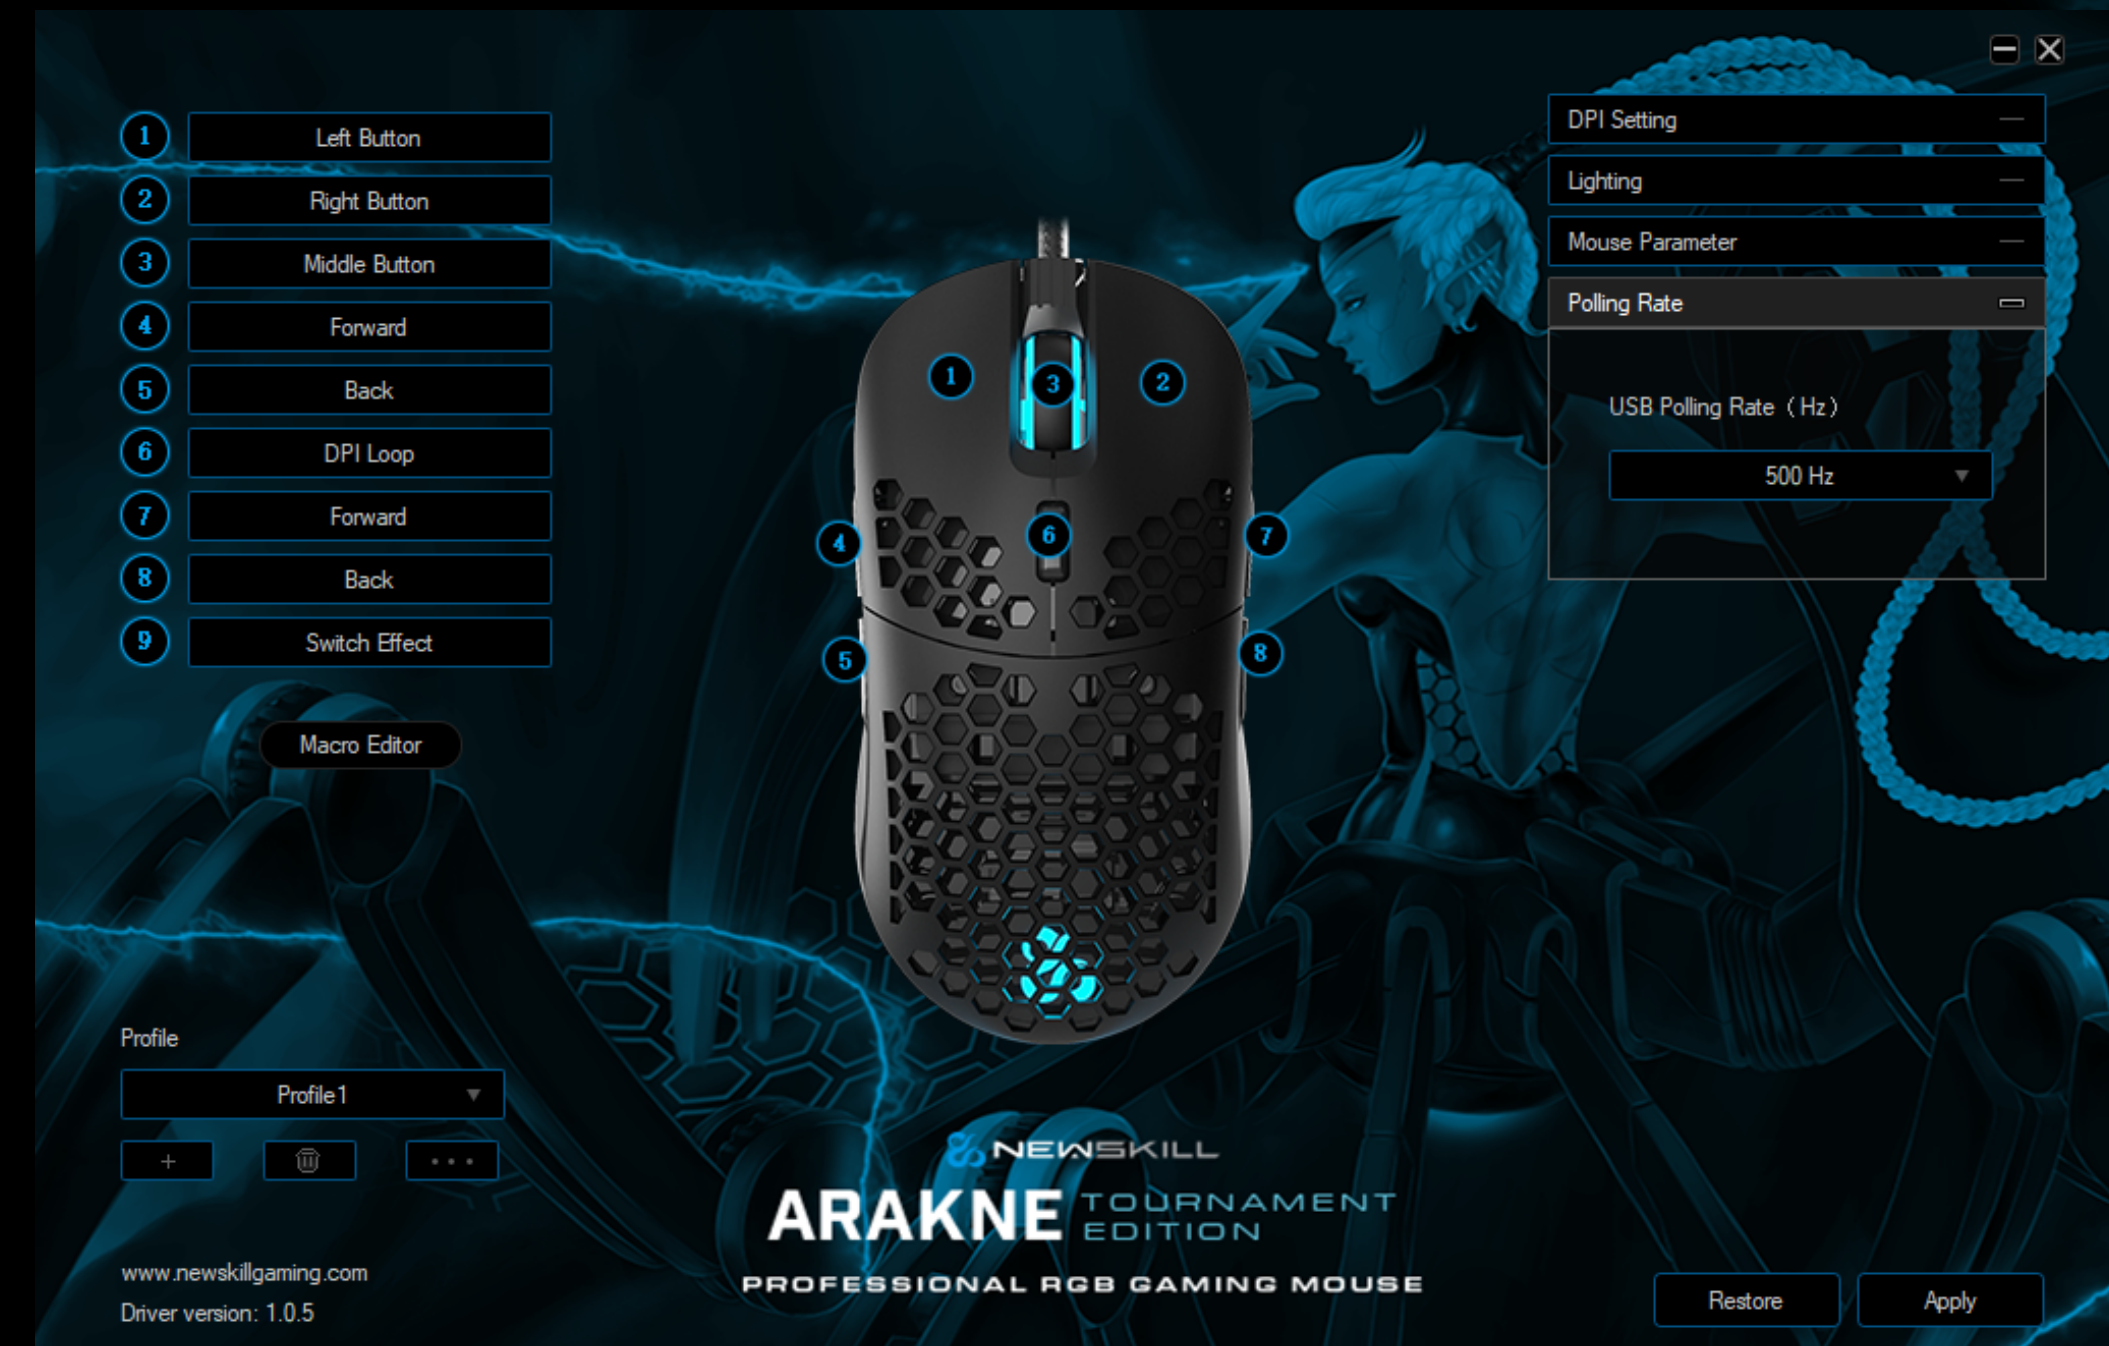 1 Left Button
2 Right Button
3 Middle Button
4 Forward
5 Back
6 DPI Loop
7 Forward
8 Back
9 Switch Effect
Macro Editor
Profile
Profile1
+
...
www.newskillgaming.com
Driver version: 1.0.5
1
3
2
4
6
7
5
8
NEWSKILL
ARAKNE TOURNAMENT EDITION
PROFESSIONAL RGB GAMING MOUSE
DPI Setting
Lighting
Mouse Parameter
Polling Rate
USB Polling Rate (Hz)
500 Hz
Restore
Apply